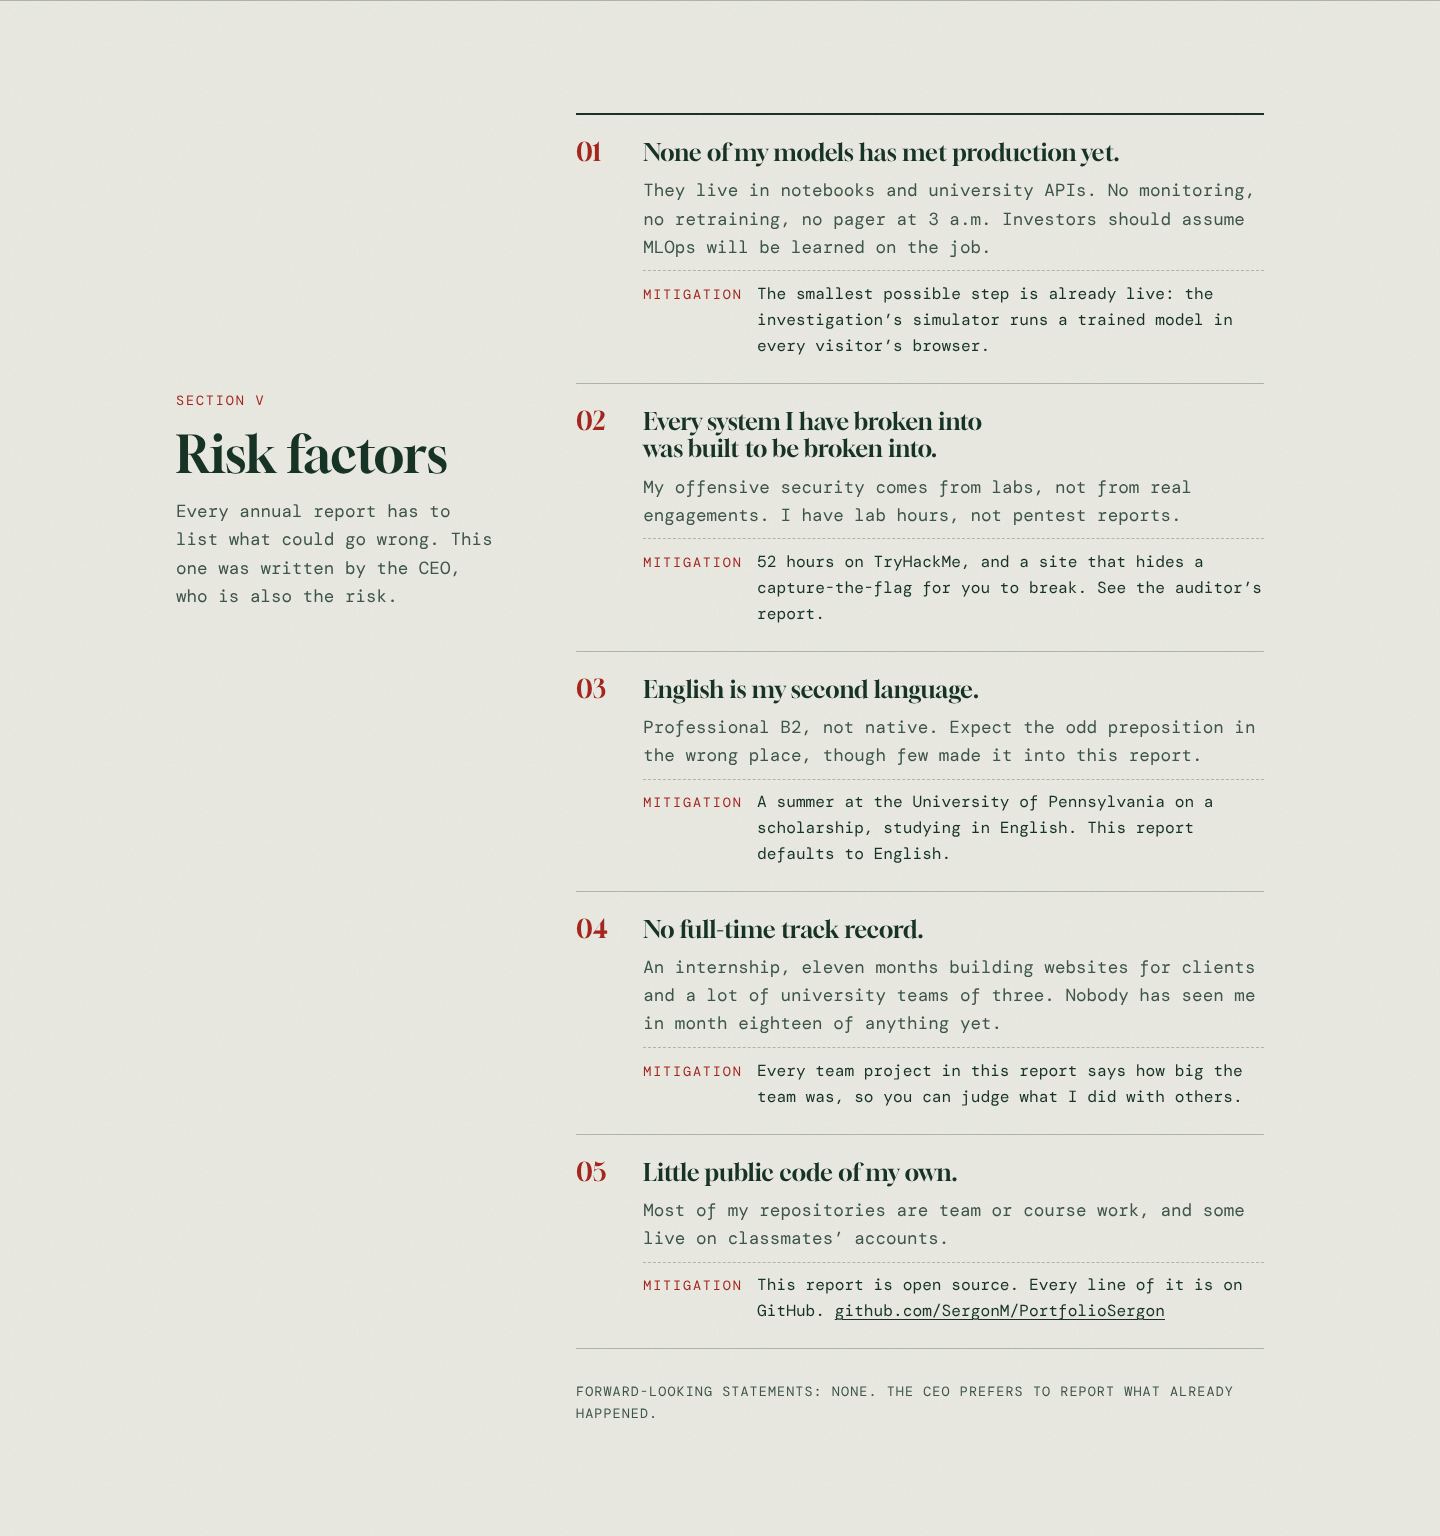 SECTION V
Risk factors
Every annual report has to
list what could go wrong. This
one was written by the CEO,
who is also the risk.
01
None of my models has met production yet.
They live in notebooks and university APIs. No monitoring,
no retraining, no pager at 3 a.m. Investors should assume
MLOps will be learned on the job.
MITIGATION The smallest possible step is already live: the
investigation’s simulator runs a trained model in
every visitor’s browser.
02
Every system I have broken into
was built to be broken into.
My offensive security comes from labs, not from real
engagements. I have lab hours, not pentest reports.
MITIGATION 52 hours on TryHackMe, and a site that hides a
capture-the-flag for you to break. See the auditor’s
report.
03
English is my second language.
Professional B2, not native. Expect the odd preposition in
the wrong place, though few made it into this report.
MITIGATION A summer at the University of Pennsylvania on a
scholarship, studying in English. This report
defaults to English.
04
No full-time track record.
An internship, eleven months building websites for clients
and a lot of university teams of three. Nobody has seen me
in month eighteen of anything yet.
MITIGATION Every team project in this report says how big the
team was, so you can judge what I did with others.
05
Little public code of my own.
Most of my repositories are team or course work, and some
live on classmates’ accounts.
MITIGATION This report is open source. Every line of it is on
GitHub. github.com/SergonM/PortfolioSergon
FORWARD-LOOKING STATEMENTS: NONE. THE CEO PREFERS TO REPORT WHAT ALREADY
HAPPENED.